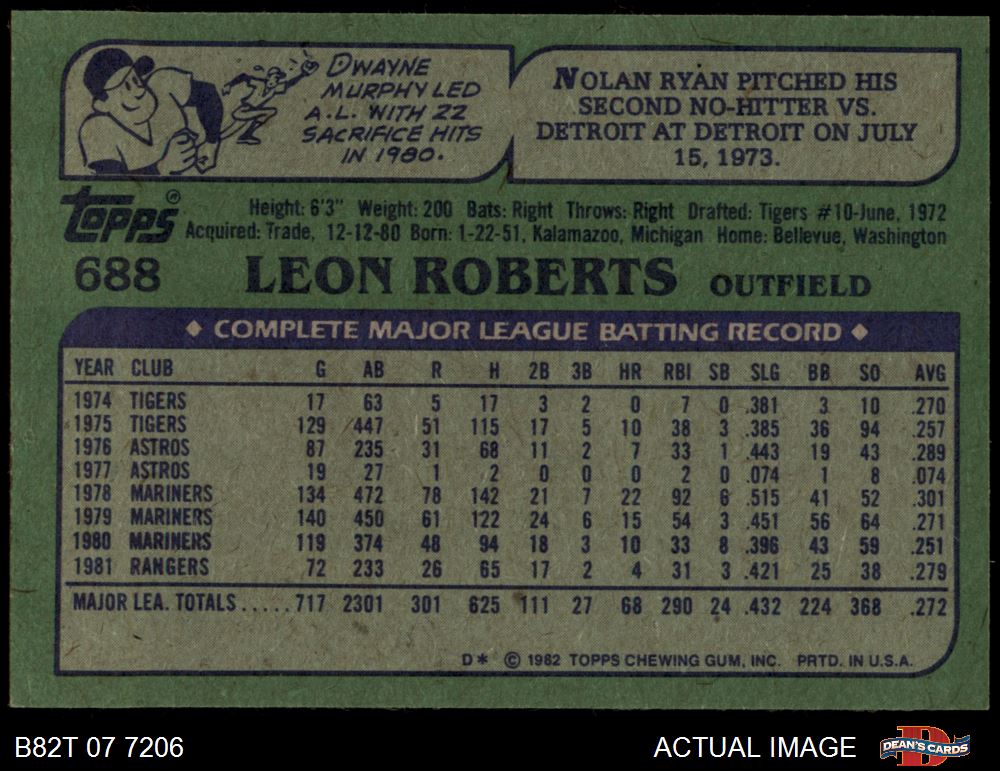 DWAYNE
MURPHY LED
A.L. WITH 22
SACRIFICE HITS
IN 1980.
NOLAN RYAN PITCHED HIS
SECOND NO-HITTER VS.
DETROIT AT DETROIT ON JULY
15, 1973.
topps®
Height: 6'3" Weight: 200 Bats: Right Throws: Right Drafted: Tigers #10-June, 1972
Acquired: Trade, 12-12-80 Born: 1-22-51, Kalamazoo, Michigan Home: Bellevue, Washington
688 LEON ROBERTS OUTFIELD
♦ COMPLETE MAJOR LEAGUE BATTING RECORD ♦
YEAR CLUB G AB R H 2B 3B HR RBI SB SLG BB SO AVG
1974 TIGERS 17 63 5 17 3 2 0 7 0 .381 3 10 .270
1975 TIGERS 129 447 51 115 17 5 10 38 3 .385 36 94 .257
1976 ASTROS 87 235 31 68 11 2 7 33 1 .443 19 43 .289
1977 ASTROS 19 27 1 2 0 0 0 2 0 .074 1 8 .074
1978 MARINERS 134 472 78 142 21 7 22 92 6 .515 41 52 .301
1979 MARINERS 140 450 61 122 24 6 15 54 3 .451 56 64 .271
1980 MARINERS 119 374 48 94 18 3 10 33 8 .396 43 59 .251
1981 RANGERS 72 233 26 65 17 2 4 31 3 .421 25 38 .279
MAJOR LEA. TOTALS.....717 2301 301 625 111 27 68 290 24 .432 224 368 .272
D* © 1982 TOPPS CHEWING GUM, INC. PRTD. IN U.S.A.
B82T 07 7206
ACTUAL IMAGE
DEAN'S CARDS